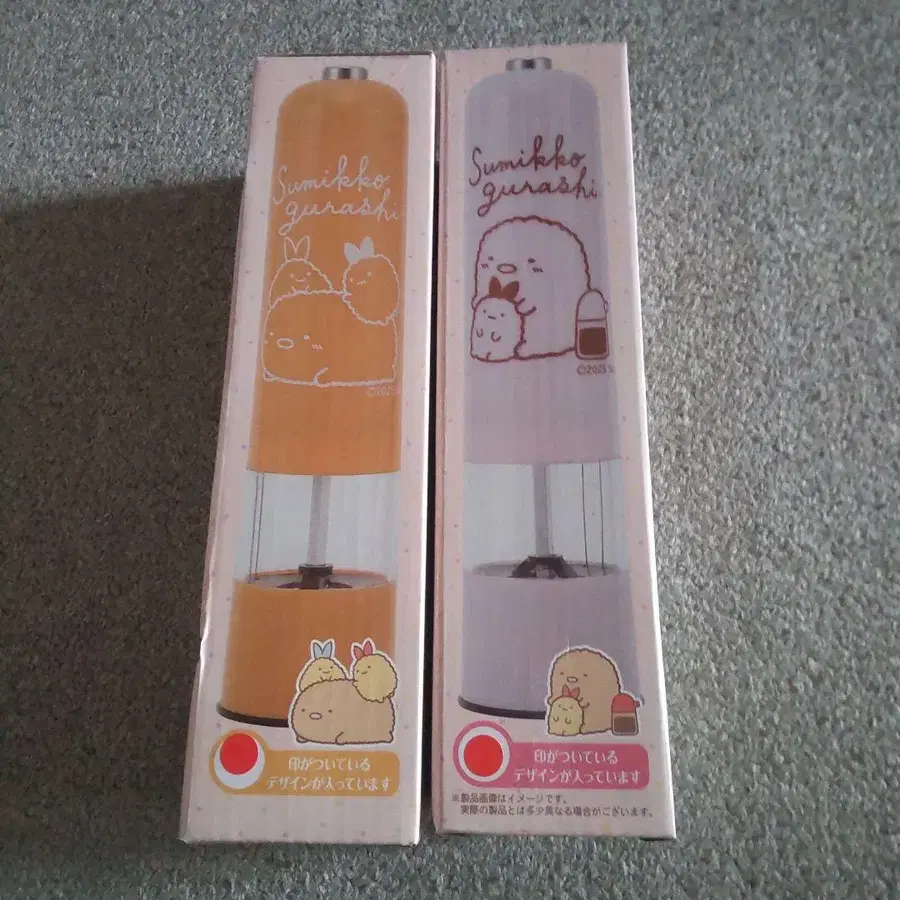 Sumikko
gurashi
©2025
印がついている
デザインが入っています
Sumikko
gurashi
©2025
印がついている
デザインが入っています
※製品画像はイメージです。
実際の製品とは多少異なる場合がございます。